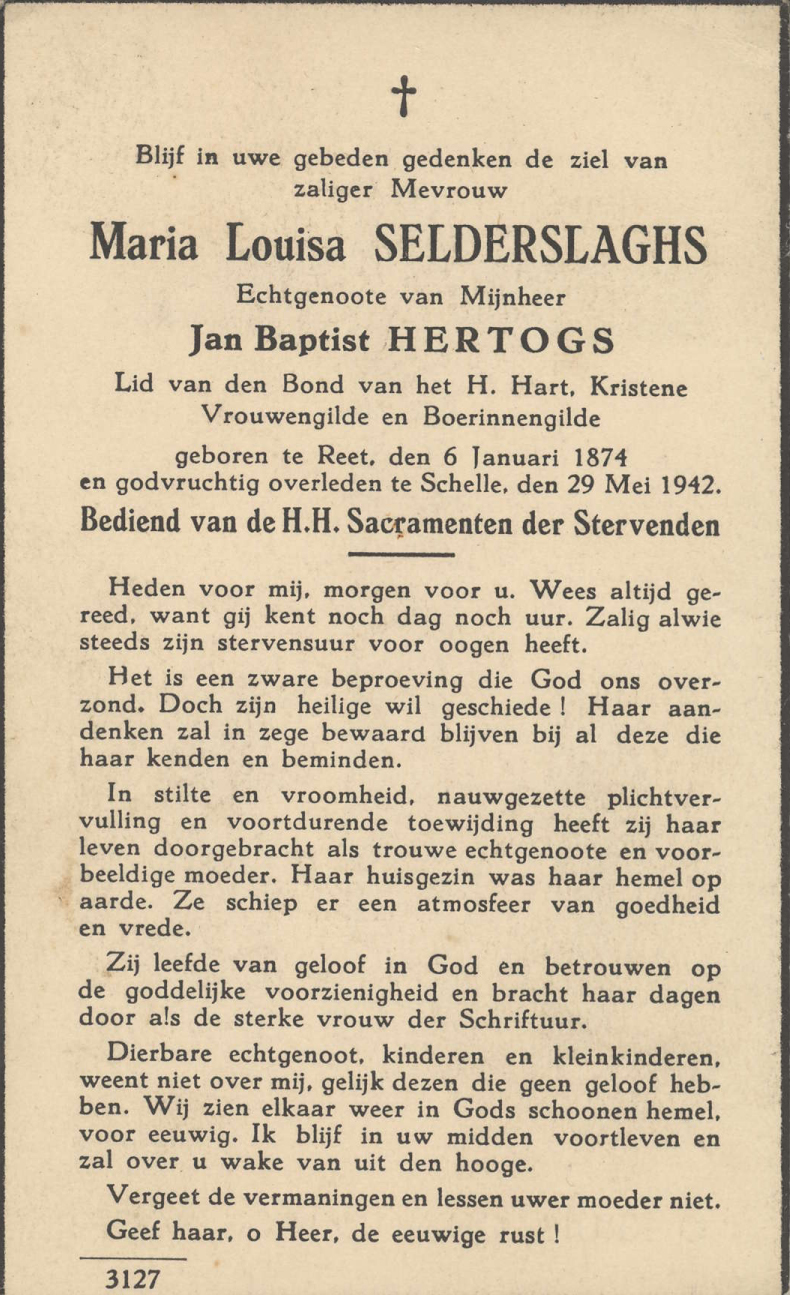 Blijf in uwe gebeden gedenken de ziel van
zaliger Mevrouw
Maria Louisa SELDERSLAGHS
Echtgenoote van Mijnheer
Jan Baptist HERTOGS
Lid van den Bond van het H. Hart, Kristene
Vrouwengilde en Boerinnengilde
geboren te Reet, den 6 Januari 1874
en godvruchtig overleden te Schelle, den 29 Mei 1942.
Bediend van de H.H. Sacramenten der Stervenden
Heden voor mij, morgen voor u. Wees altijd ge-
reed, want gij kent noch dag noch uur. Zalig alwie
steeds zijn stervensuur voor oogen heeft.
Het is een zware beproeving die God ons over-
zond. Doch zijn heilige wil geschiede ! Haar aan-
denken zal in zege bewaard blijven bij al deze die
haar kenden en beminden.
In stilte en vroomheid, nauwgezette plichtver-
vulling en voortdurende toewijding heeft zij haar
leven doorgebracht als trouwe echtgenoote en voor-
beeldige moeder. Haar huisgezin was haar hemel op
aarde. Ze schiep er een atmosfeer van goedheid
en vrede.
Zij leefde van geloof in God en betrouwen op
de goddelijke voorzienigheid en bracht haar dagen
door als de sterke vrouw der Schriftuur.
Dierbare echtgenoot, kinderen en kleinkinderen,
weent niet over mij, gelijk dezen die geen geloof heb-
ben. Wij zien elkaar weer in Gods schoonen hemel,
voor eeuwig. Ik blijf in uw midden voortleven en
zal over u wake van uit den hooge.
Vergeet de vermaningen en lessen uwer moeder niet.
Geef haar, o Heer, de eeuwige rust !
3127